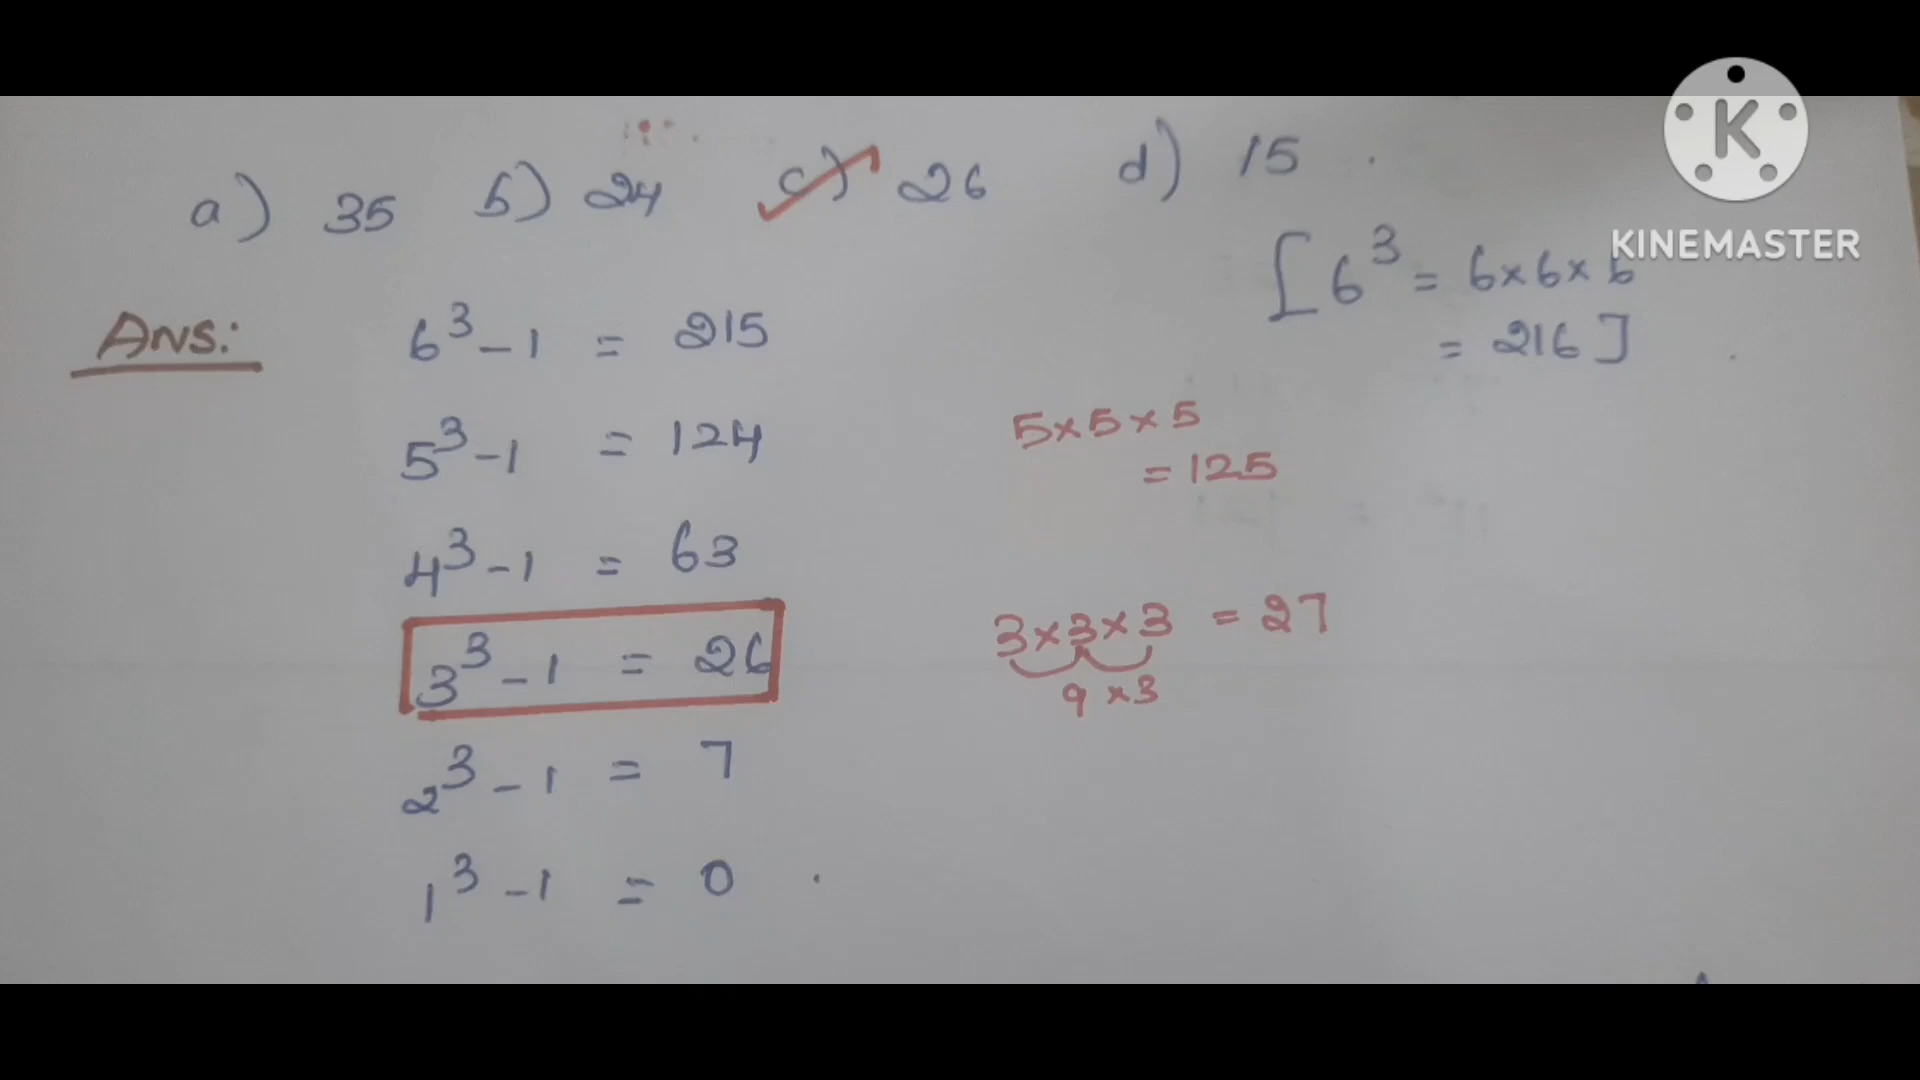 a) 35 b) 24 c) 26 d) 15
K
KINEMASTER
[6³ = 6×6×6
= 216]
Ans:
6³-1 = 215
5³-1 = 124
5×5×5
= 125
4³-1 = 63
3³-1 = 26
3×3×3 = 27
9×3
2³-1 = 7
1³-1 = 0